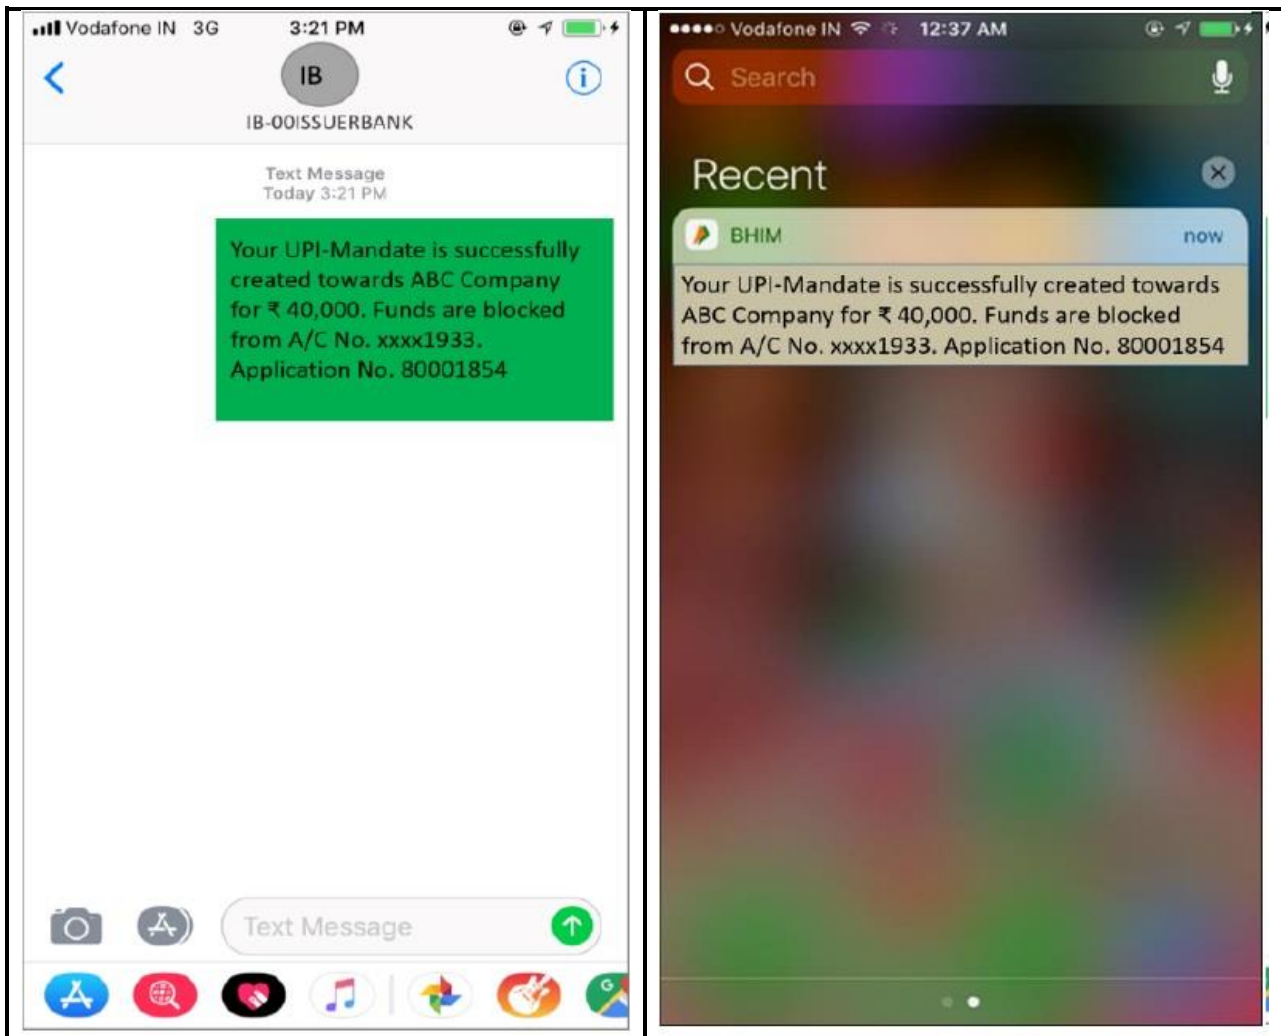 Vodafone IN 3G 3:21 PM
IB
IB-00ISSUERBANK
Text Message
Today 3:21 PM
Your UPI-Mandate is successfully
created towards ABC Company
for ₹ 40,000. Funds are blocked
from A/C No. xxxx1933.
Application No. 80001854
Text Message
Vodafone IN 12:37 AM
Search
Recent
BHIM now
Your UPI-Mandate is successfully created towards
ABC Company for ₹ 40,000. Funds are blocked
from A/C No. xxxx1933. Application No. 80001854